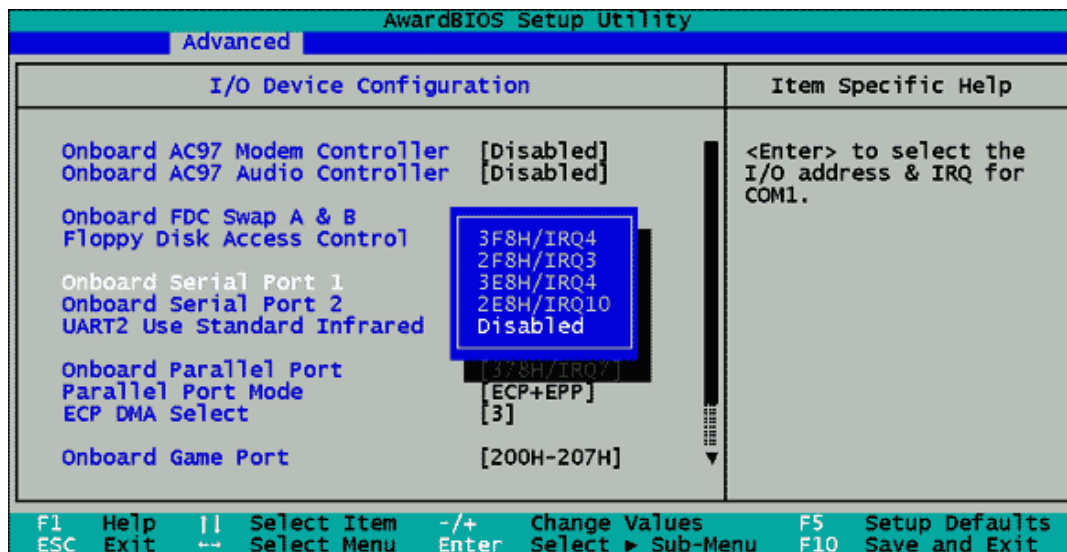 AwardBIOS Setup Utility
Advanced
I/O Device Configuration
Item Specific Help
Onboard AC97 Modem Controller [Disabled]
Onboard AC97 Audio Controller [Disabled]
Onboard FDC Swap A & B
Floppy Disk Access Control
Onboard Serial Port 1
Onboard Serial Port 2
UART2 Use Standard Infrared
3F8H/IRQ4
2F8H/IRQ3
3E8H/IRQ4
2E8H/IRQ10
Disabled
Onboard Parallel Port [378H/IRQ7]
Parallel Port Mode [ECP+EPP]
ECP DMA Select [3]
Onboard Game Port [200H-207H]
<Enter> to select the
I/O address & IRQ for
COM1.
F1 Help ↑↓ Select Item -/+ Change Values F5 Setup Defaults
ESC Exit ←→ Select Menu Enter Select ▶ Sub-Menu F10 Save and Exit